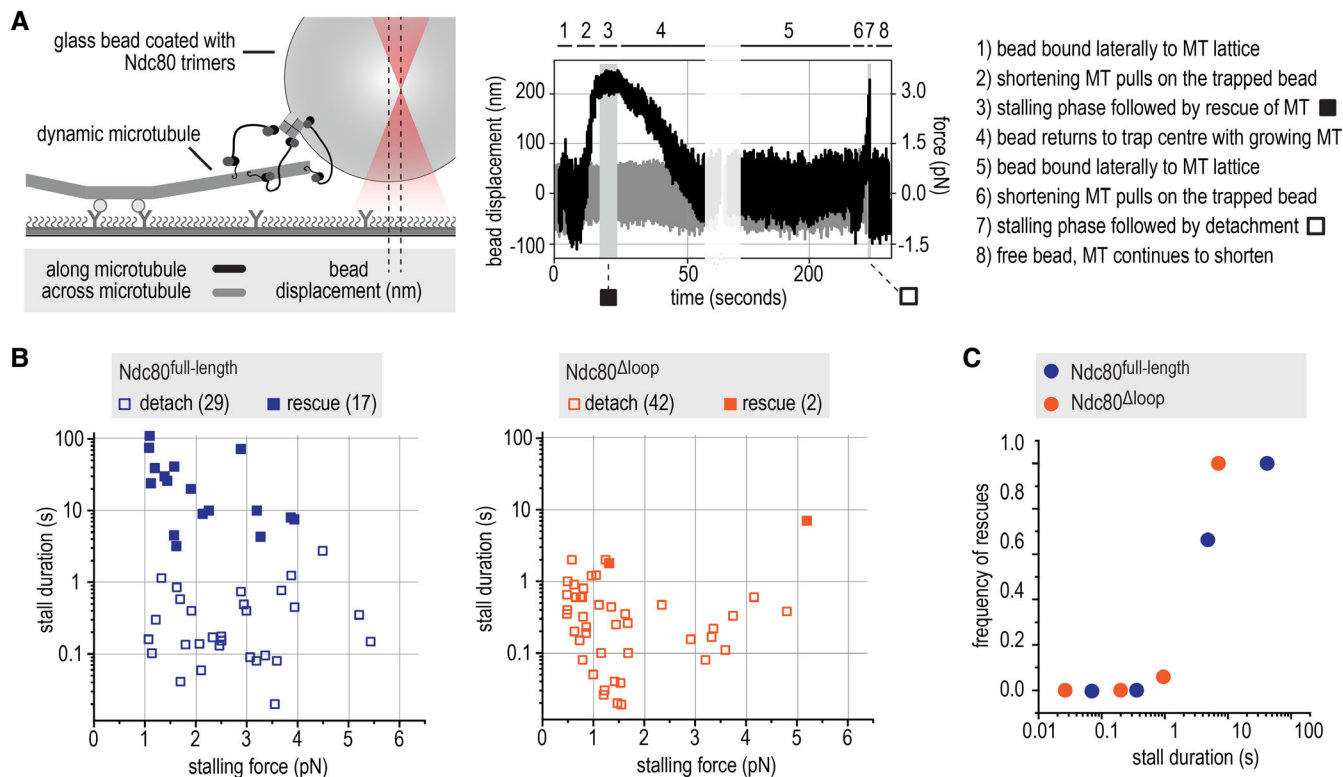 A
glass bead coated with
Ndc80 trimers
dynamic microtubule
along microtubule
across microtubule
bead
displacement (nm)
1 2 3 4 5 6 7 8
bead displacement (nm)
200
100
0
-100
3.0
1.5
0.0
-1.5
force (pN)
0 50 200
time (seconds)
1) bead bound laterally to MT lattice
2) shortening MT pulls on the trapped bead
3) stalling phase followed by rescue of MT
4) bead returns to trap centre with growing MT
5) bead bound laterally to MT lattice
6) shortening MT pulls on the trapped bead
7) stalling phase followed by detachment
8) free bead, MT continues to shorten
B
Ndc80full-length
detach (29) rescue (17)
stall duration (s)
100
10
1
0.1
0 1 2 3 4 5 6
stalling force (pN)
Ndc80Δloop
detach (42) rescue (2)
stall duration (s)
100
10
1
0.1
0 1 2 3 4 5 6
stalling force (pN)
C
Ndc80full-length
Ndc80Δloop
frequency of rescues
1.0
0.8
0.6
0.4
0.2
0.0
0.01 0.1 1 10 100
stall duration (s)